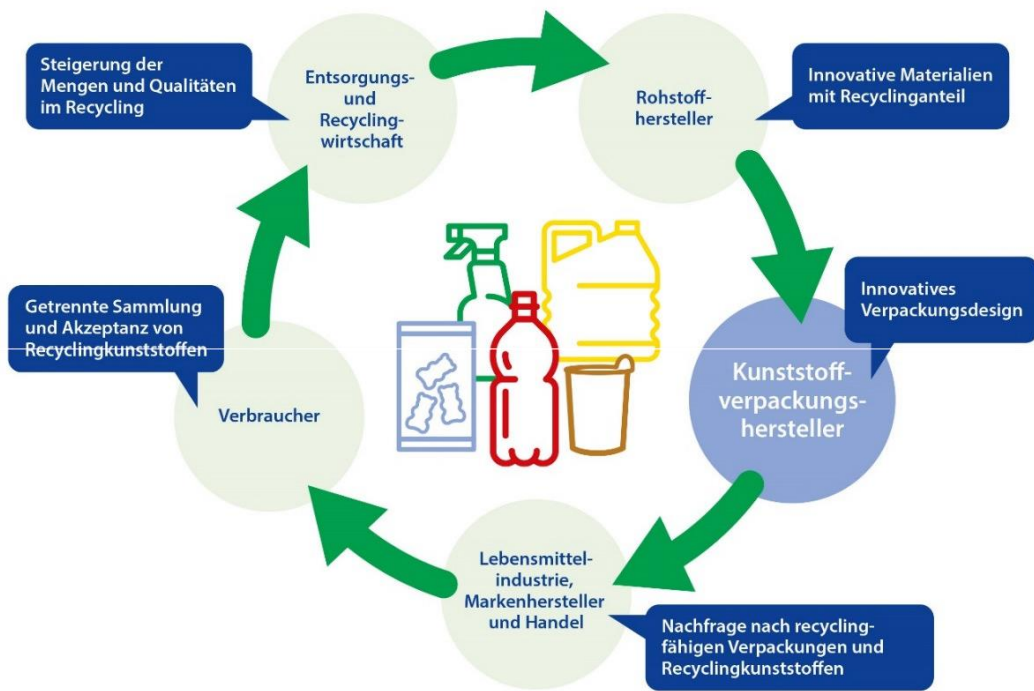 Steigerung der
Mengen und Qualitäten
im Recycling
Entsorgungs-
und
Recycling-
wirtschaft
Rohstoff-
hersteller
Innovative Materialien
mit Recyclinganteil
Innovatives
Verpackungsdesign
Kunststoff-
verpackungs-
hersteller
Getrennte Sammlung
und Akzeptanz von
Recyclingkunststoffen
Verbraucher
Lebensmittel-
industrie,
Markenhersteller
und Handel
Nachfrage nach recycling-
fähigen Verpackungen und
Recyclingkunststoffen